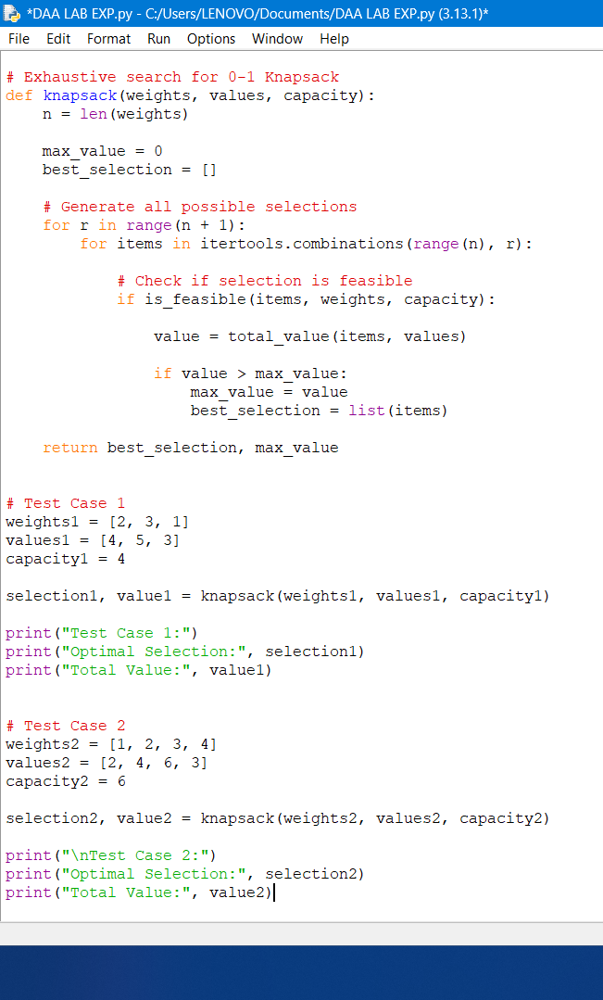 *DAA LAB EXP.py - C:/Users/LENOVO/Documents/DAA LAB EXP.py (3.13.1)*
File Edit Format Run Options Window Help
# Exhaustive search for 0-1 Knapsack
def knapsack(weights, values, capacity):
    n = len(weights)
    max_value = 0
    best_selection = []
    # Generate all possible selections
    for r in range(n + 1):
        for items in itertools.combinations(range(n), r):
            # Check if selection is feasible
            if is_feasible(items, weights, capacity):
                value = total_value(items, values)
                if value > max_value:
                    max_value = value
                    best_selection = list(items)
    return best_selection, max_value
# Test Case 1
weights1 = [2, 3, 1]
values1 = [4, 5, 3]
capacity1 = 4
selection1, value1 = knapsack(weights1, values1, capacity1)
print("Test Case 1:")
print("Optimal Selection:", selection1)
print("Total Value:", value1)
# Test Case 2
weights2 = [1, 2, 3, 4]
values2 = [2, 4, 6, 3]
capacity2 = 6
selection2, value2 = knapsack(weights2, values2, capacity2)
print("\nTest Case 2:")
print("Optimal Selection:", selection2)
print("Total Value:", value2)